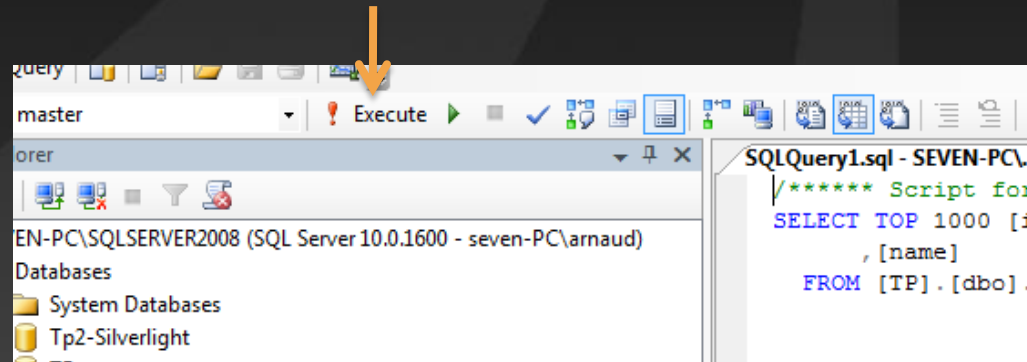 Query
master
Execute
orer
SQLQuery1.sql - SEVEN-PC\.
EN-PC\SQLSERVER2008 (SQL Server 10.0.1600 - seven-PC\arnaud)
Databases
System Databases
Tp2-Silverlight
/****** Script for
SELECT TOP 1000 [i
,[name]
FROM [TP].[dbo].